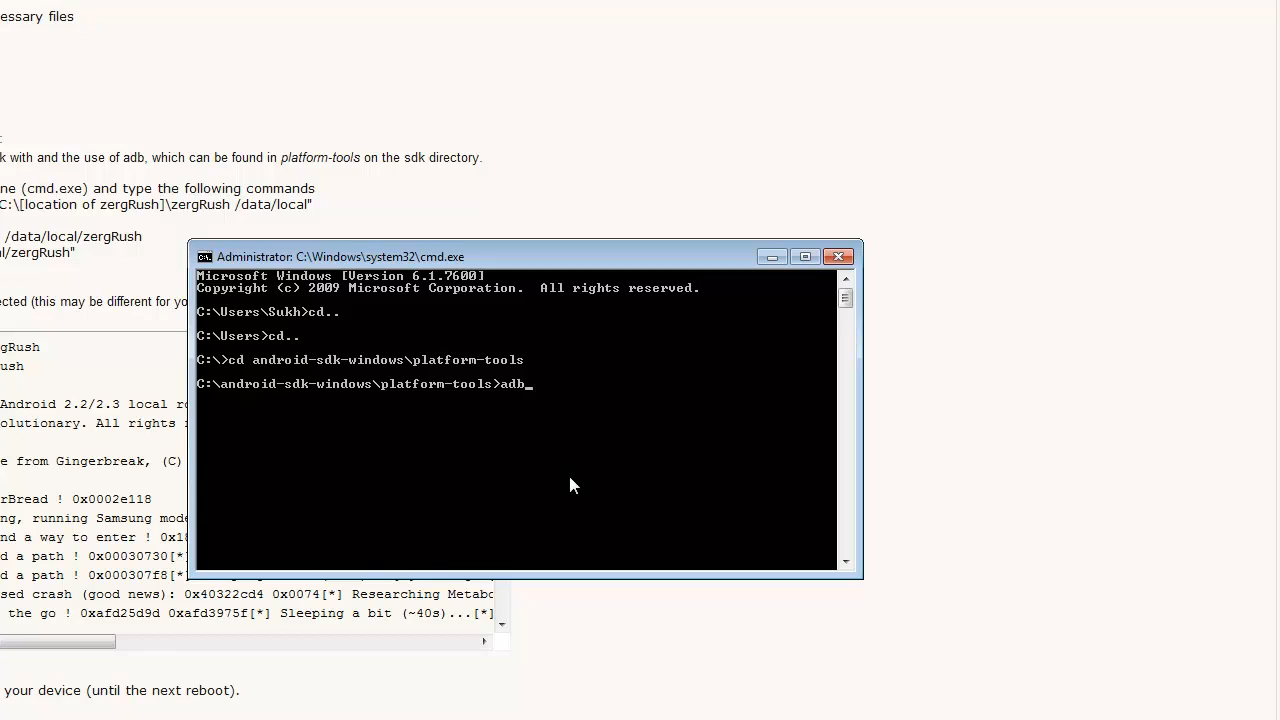 essary files
:
k with and the use of adb, which can be found in platform-tools on the sdk directory.
ne (cmd.exe) and type the following commands
C:\[location of zergRush]\zergRush /data/local"
/data/local/zergRush
l/zergRush"
ected (this may be different for yo
gRush
ush
Android 2.2/2.3 local ro
olutionary. All rights r
e from Gingerbreak, (C)
rBread ! 0x0002e118
ng, running Samsung mode
nd a way to enter ! 0x18
d a path ! 0x00030730[*]
d a path ! 0x000307f8[*]
sed crash (good news): 0x40322cd4 0x0074[*] Researching Metabo
the go ! 0xafd25d9d 0xafd3975f[*] Sleeping a bit (~40s)...[*]
your device (until the next reboot).
Administrator: C:\Windows\system32\cmd.exe
Microsoft Windows [Version 6.1.7600]
Copyright (c) 2009 Microsoft Corporation.  All rights reserved.
C:\Users\Sukh>cd..
C:\Users>cd..
C:\>cd android-sdk-windows\platform-tools
C:\android-sdk-windows\platform-tools>adb_